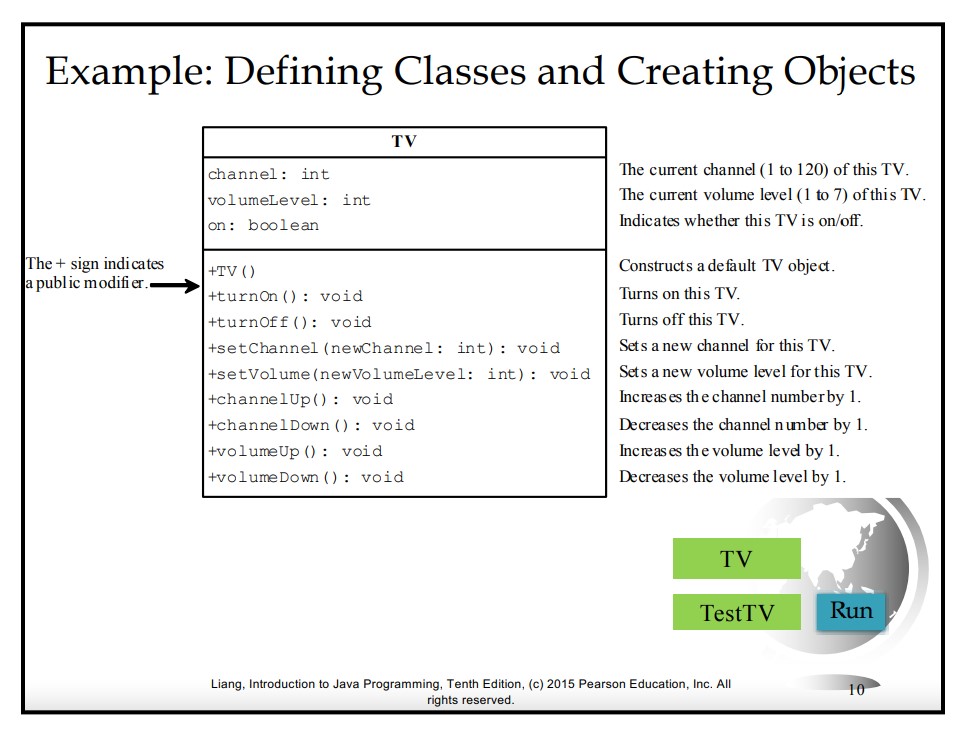 Example: Defining Classes and Creating Objects
TV
channel: int
The current channel (1 to 120) of this TV.
volumeLevel: int
The current volume level (1 to 7) of this TV.
on: boolean
Indicates whether this TV is on/off.
The + sign indicates
a public modifier.
+TV()
Constructs a default TV object.
+turnOn(): void
Turns on this TV.
+turnOff(): void
Turns off this TV.
+setChannel(newChannel: int): void
Sets a new channel for this TV.
+setVolume(newVolumeLevel: int): void
Sets a new volume level for this TV.
+channelUp(): void
Increases the channel number by 1.
+channelDown(): void
Decreases the channel number by 1.
+volumeUp(): void
Increases the volume level by 1.
+volumeDown(): void
Decreases the volume level by 1.
TV
TestTV
Run
Liang, Introduction to Java Programming, Tenth Edition, (c) 2015 Pearson Education, Inc. All
rights reserved.
10